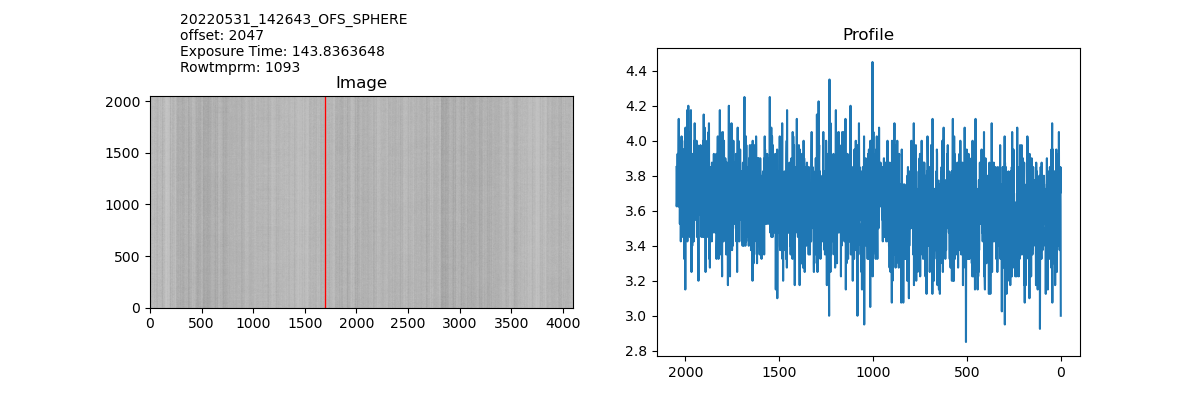 20220531_142643_OFS_SPHERE
offset: 2047
Exposure Time: 143.8363648
Rowtmprm: 1093
Image
2000
1500
1000
500
0
0 500 1000 1500 2000 2500 3000 3500 4000
Profile
4.4
4.2
4.0
3.8
3.6
3.4
3.2
3.0
2.8
2000 1500 1000 500 0